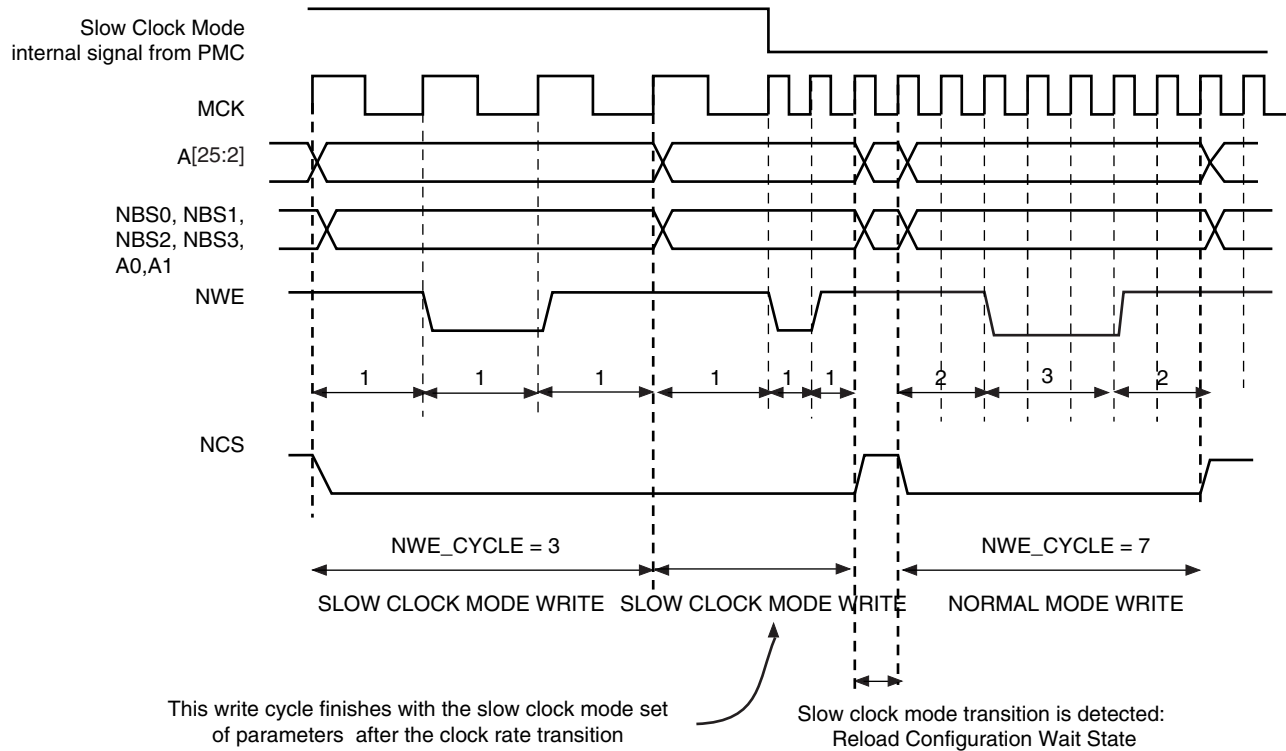 Slow Clock Mode
internal signal from PMC
MCK
A[25:2]
NBS0, NBS1,
NBS2, NBS3,
A0,A1
NWE
1 1 1 1 1 1 2 3 2
NCS
NWE_CYCLE = 3 NWE_CYCLE = 7
SLOW CLOCK MODE WRITE SLOW CLOCK MODE WRITE NORMAL MODE WRITE
This write cycle finishes with the slow clock mode set
of parameters after the clock rate transition
Slow clock mode transition is detected:
Reload Configuration Wait State